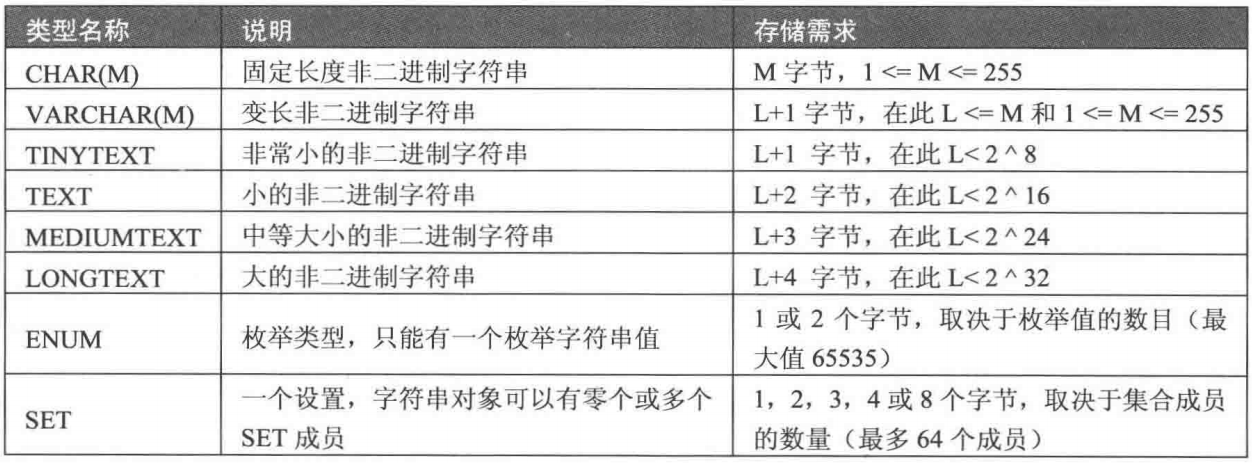 类型名称 说明 存储需求
CHAR(M) 固定长度非二进制字符串 M 字节，1 <= M <= 255
VARCHAR(M) 变长非二进制字符串 L+1 字节，在此 L <= M 和 1 <= M <= 255
TINYTEXT 非常小的非二进制字符串 L+1 字节，在此 L< 2 ^ 8
TEXT 小的非二进制字符串 L+2 字节，在此 L< 2 ^ 16
MEDIUMTEXT 中等大小的非二进制字符串 L+3 字节，在此 L< 2 ^ 24
LONGTEXT 大的非二进制字符串 L+4 字节，在此 L< 2 ^ 32
ENUM 枚举类型，只能有一个枚举字符串值 1 或 2 个字节，取决于枚举值的数目（最
大值 65535）
SET 一个设置，字符串对象可以有零个或多个
SET 成员
1，2，3，4 或 8 个字节，取决于集合成员
的数量（最多 64 个成员）